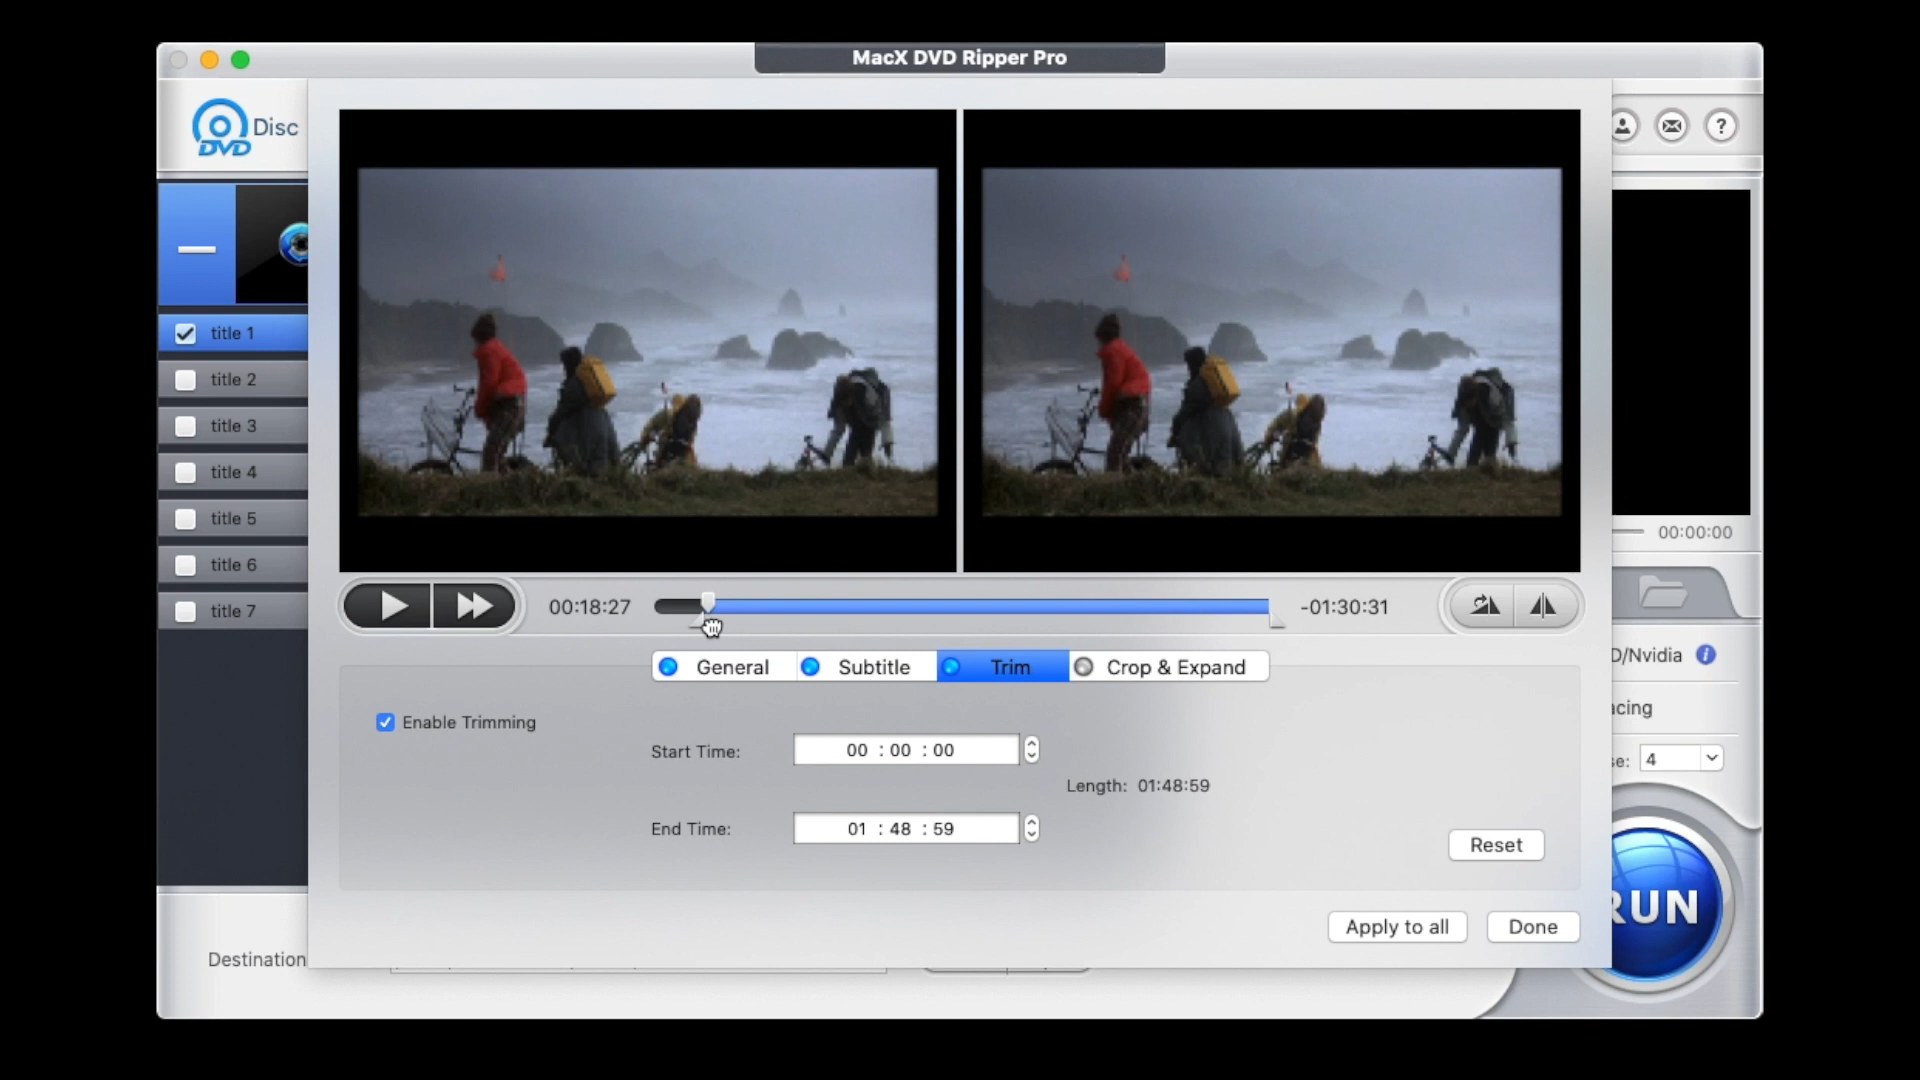 MacX DVD Ripper Pro
DVD Disc
?
title 1
title 2
title 3
title 4
title 5
title 6
title 7
00:18:27
-01:30:31
00:00:00
General
Subtitle
Trim
Crop & Expand
D/Nvidia i
acing
Enable Trimming
Start Time: 00 : 00 : 00
Length: 01:48:59
se: 4
End Time: 01 : 48 : 59
Reset
RUN
Apply to all
Done
Destination